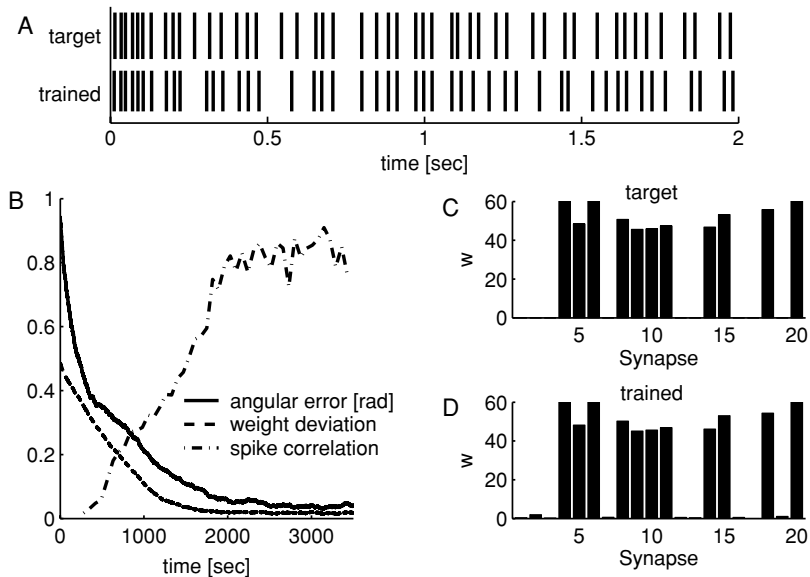 A
target
trained
0 0.5 1 1.5 2
time [sec]
B
1
0.8
0.6
0.4
0.2
0
angular error [rad]
weight deviation
spike correlation
0 1000 2000 3000
time [sec]
C
target
60
40
20
0
w
5 10 15 20
Synapse
D
trained
60
40
20
0
w
5 10 15 20
Synapse